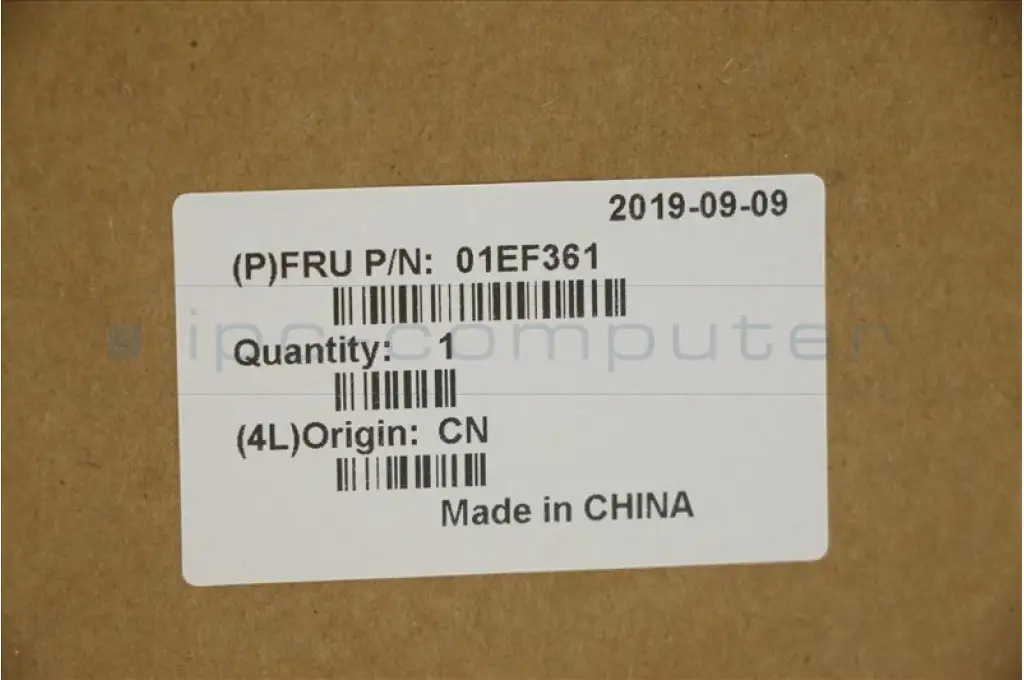 2019-09-09
(P)FRU P/N: 01EF361
ipc-computer
Quantity: 1
(4L)Origin: CN
Made in CHINA